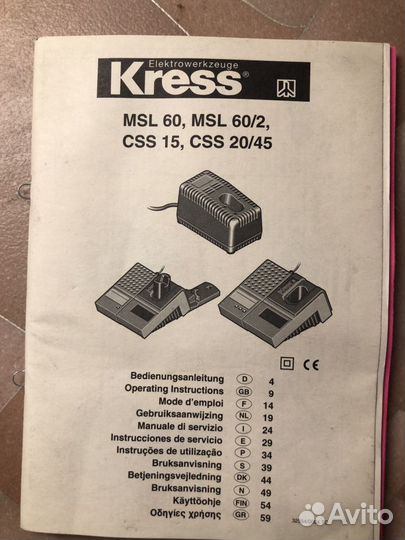 Elektrowerkzeuge
Kress®
MSL 60, MSL 60/2,
CSS 15, CSS 20/45
CE
Bedienungsanleitung D 4
Operating Instructions GB 9
Mode d'emploi F 14
Gebruiksaanwijzing NL 19
Manuale di servizio I 24
Instrucciones de servicio E 29
Instruções de utilização P 34
Bruksanvisning S 39
Betjeningsvejledning DK 44
Bruksanvisning N 49
Käyttöohje FIN 54
Οδηγίες χρήσης GR 59
Avito